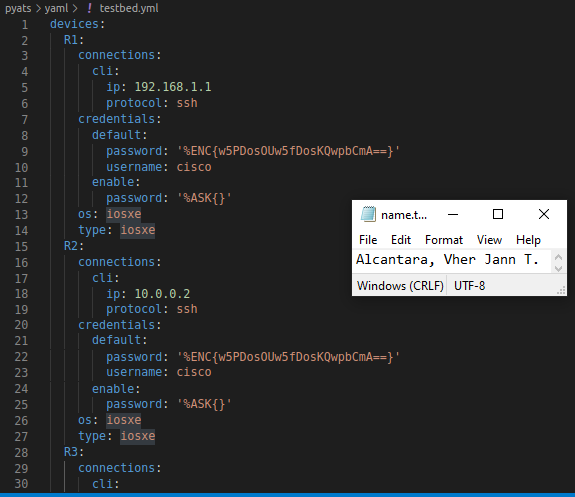 pyats > yaml > ! testbed.yml
1 devices:
2   R1:
3     connections:
4       cli:
5         ip: 192.168.1.1
6         protocol: ssh
7     credentials:
8       default:
9         password: '%ENC{w5PDosOUw5fDosKQwpbCmA==}'
10         username: cisco
11       enable:
12         password: '%ASK{}'
13     os: iosxe
14     type: iosxe
15   R2:
16     connections:
17       cli:
18         ip: 10.0.0.2
19         protocol: ssh
20     credentials:
21       default:
22         password: '%ENC{w5PDosOUw5fDosKQwpbCmA==}'
23         username: cisco
24       enable:
25         password: '%ASK{}'
26     os: iosxe
27     type: iosxe
28   R3:
29     connections:
30       cli:
name.t...
File Edit Format View Help
Alcantara, Vher Jann T.
Windows (CRLF) UTF-8